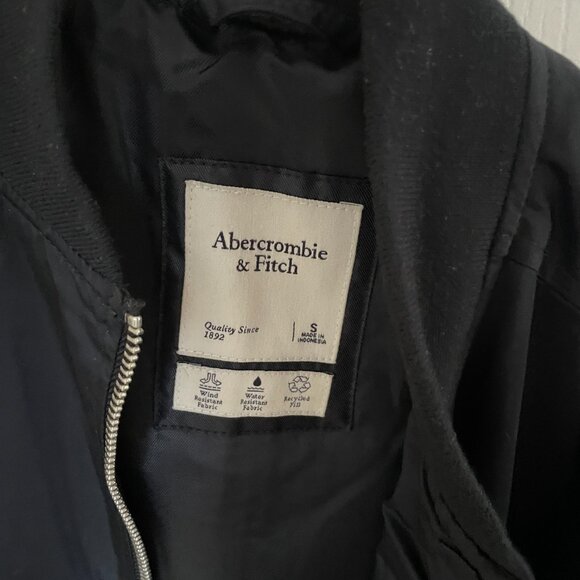 Abercrombie
& Fitch
Quality Since
1892
S
MADE IN
INDONESIA
Wind
Resistant
Fabric
Water
Resistant
Fabric
Recycled
Fill